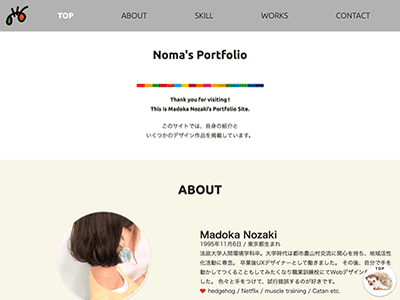 TOP ABOUT SKILL WORKS CONTACT
Noma's Portfolio
Thank you for visiting !
This is Madoka Nozaki's Portfolio Site.
このサイトでは、自身の紹介と
いくつかのデザイン作品を掲載しています。
ABOUT
Madoka Nozaki
1995年11月6日 / 東京都生まれ
法政大学人間環境学科卒。大学時代は都市農山村交流に関心を持ち、地域活性
化活動に専念。 卒業後UXデザイナーとして働きました。 その後、自分で手を
動かしてつくることもしてみたくなり職業訓練校にてWebデザイン
した。 色々と手をつけて、試行錯誤するのが好きです。
♥ hedgehog / Netflix / muscle training / Catan etc.
TOP